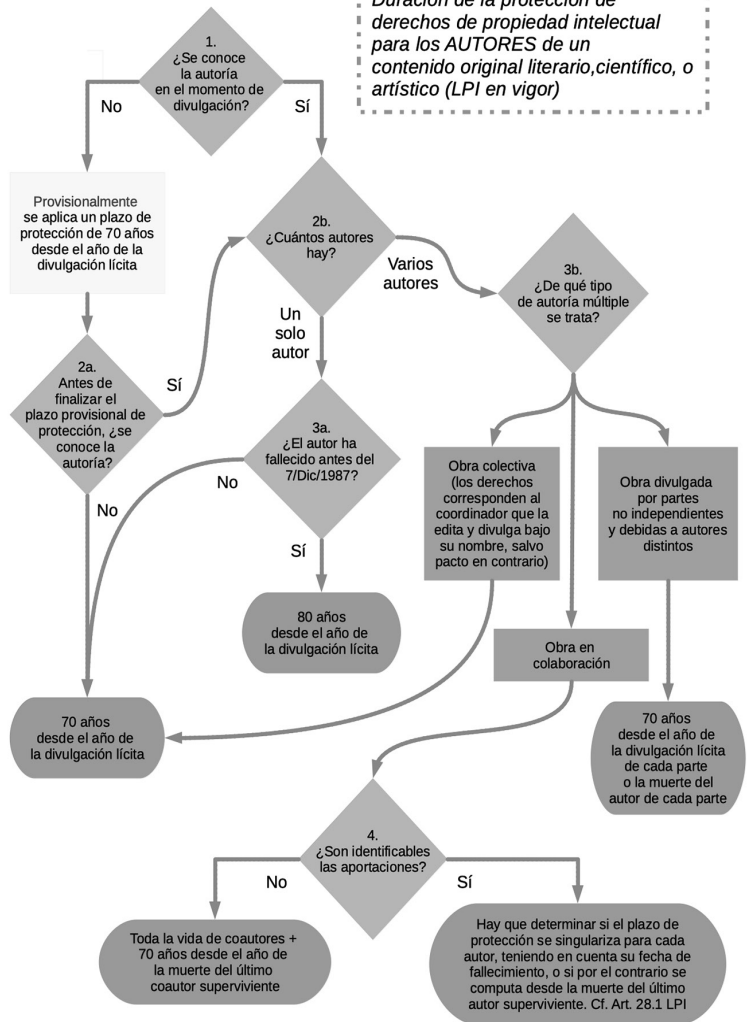 Duración de la protección de
derechos de propiedad intelectual
para los AUTORES de un
contenido original literario,científico, o
artístico (LPI en vigor)
1.
¿Se conoce
la autoría
en el momento de
divulgación?
No
Sí
Provisionalmente
se aplica un plazo de
protección de 70 años
desde el año de la
divulgación lícita
2b.
¿Cuántos autores
hay?
Varios
autores
3b.
¿De qué tipo
de autoría múltiple
se trata?
Un
solo
autor
2a.
Antes de
finalizar el
plazo provisional de
protección, ¿se
conoce la
autoría?
Sí
No
3a.
¿El autor ha
fallecido antes del
7/Dic/1987?
No
Sí
Obra colectiva
(los derechos
corresponden al
coordinador que la
edita y divulga bajo
su nombre, salvo
pacto en contrario)
Obra divulgada
por partes
no independientes
y debidas a autores
distintos
80 años
desde el año de
la divulgación lícita
Obra en
colaboración
70 años
desde el año de
la divulgación lícita
70 años
desde el año de
la divulgación lícita
de cada parte
o la muerte del
autor de cada parte
4.
¿Son identificables
las aportaciones?
No
Sí
Toda la vida de coautores +
70 años desde el año de
la muerte del último
coautor superviviente
Hay que determinar si el plazo de
protección se singulariza para cada
autor, teniendo en cuenta su fecha de
fallecimiento, o si por el contrario se
computa desde la muerte del último
autor superviviente. Cf. Art. 28.1 LPI